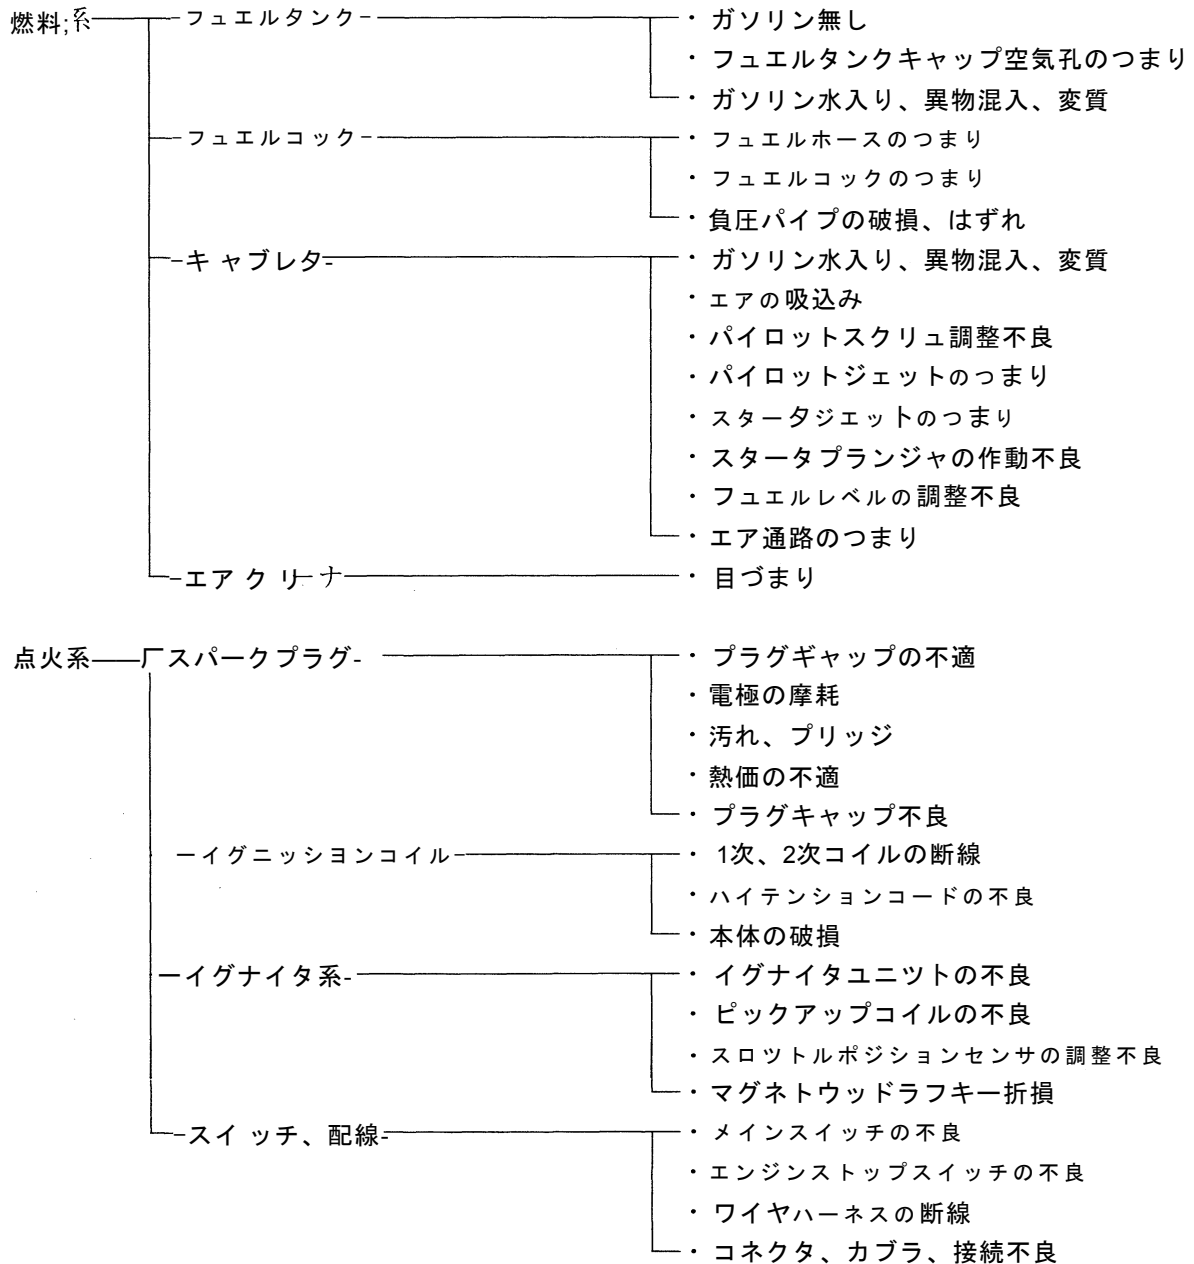 燃料系 フュエルタンク ・ガソリン無し
・フュエルタンクキャップ空気孔のつまり
・ガソリン水入り、異物混入、変質
フュエルコック ・フュエルホースのつまり
・フュエルコックのつまり
・負圧パイプの破損、はずれ
キャブレタ ・ガソリン水入り、異物混入、変質
・エアの吸込み
・パイロットスクリュ調整不良
・パイロットジェットのつまり
・スタータジエットのつまり
・スタータプランジャの作動不良
・フュエルレベルの調整不良
・エア通路のつまり
エアクリーナ ・目づまり
点火系 スパークプラグ ・プラグギャップの不適
・電極の摩耗
・汚れ、プリッジ
・熱価の不適
・プラグキャップ不良
イグニッションコイル ・1次、2次コイルの断線
・ハイテンションコードの不良
・本体の破損
イグナイタ系 ・イグナイタユニツトの不良
・ピックアップコイルの不良
・スロツトルポジションセンサの調整不良
・マグネトウッドラフキー折損
スイッチ、配線 ・メインスイッチの不良
・エンジンストップスイッチの不良
・ワイヤハーネスの断線
・コネクタ、カブラ、接続不良